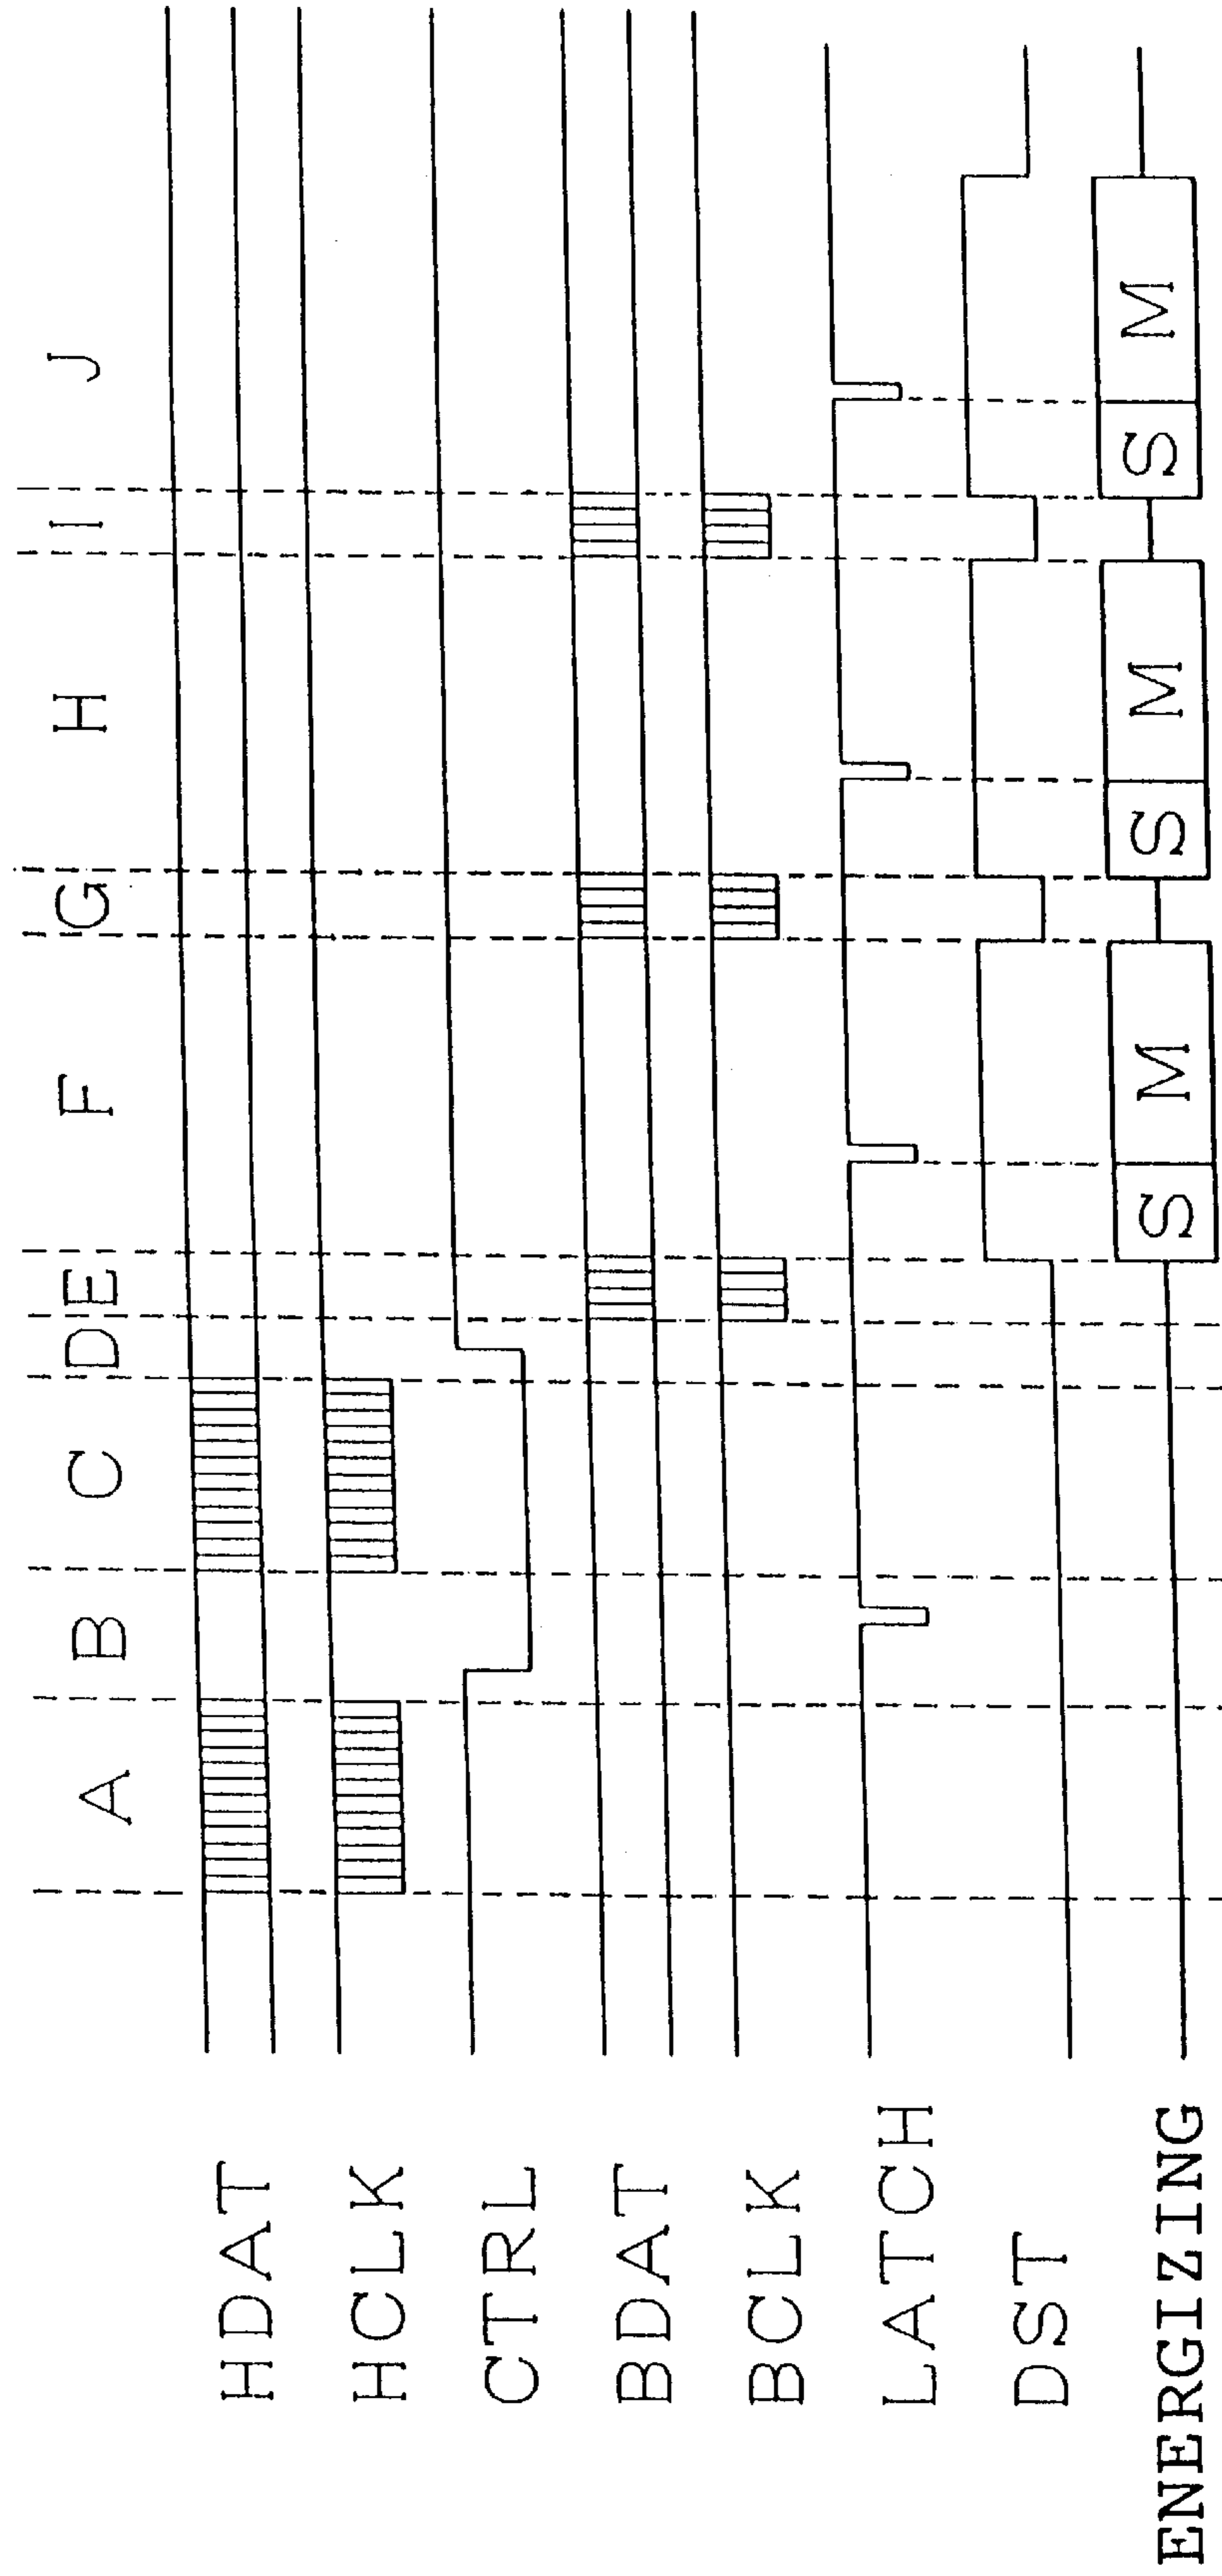 A B C D E F G H I J
HDAT
HCLK
CTRL
BDAT
BCLK
LATCH
DST
ENERGIZING S M S M S M